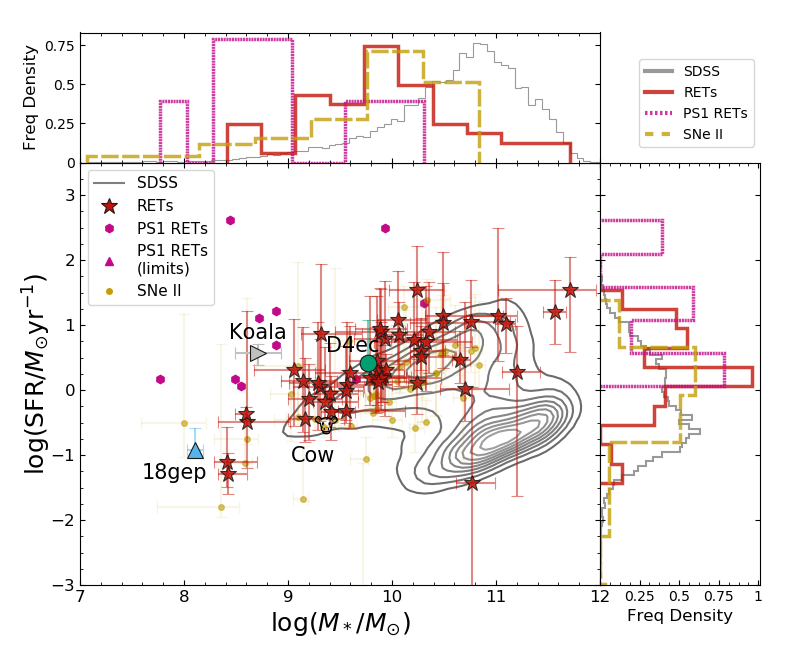 0.75
0.5
0.25
0
Freq Density
SDSS
RETs
PS1 RETs
SNe II
SDSS
RETs
PS1 RETs
PS1 RETs
(limits)
SNe II
3
2
1
0
−1
−2
−3
log(SFR/M⊙yr⁻¹)
Koala
D4ec
Cow
18gep
7
8
9
10
11
12
log(M*/M⊙)
0.25
0.5
0.75
1
Freq Density